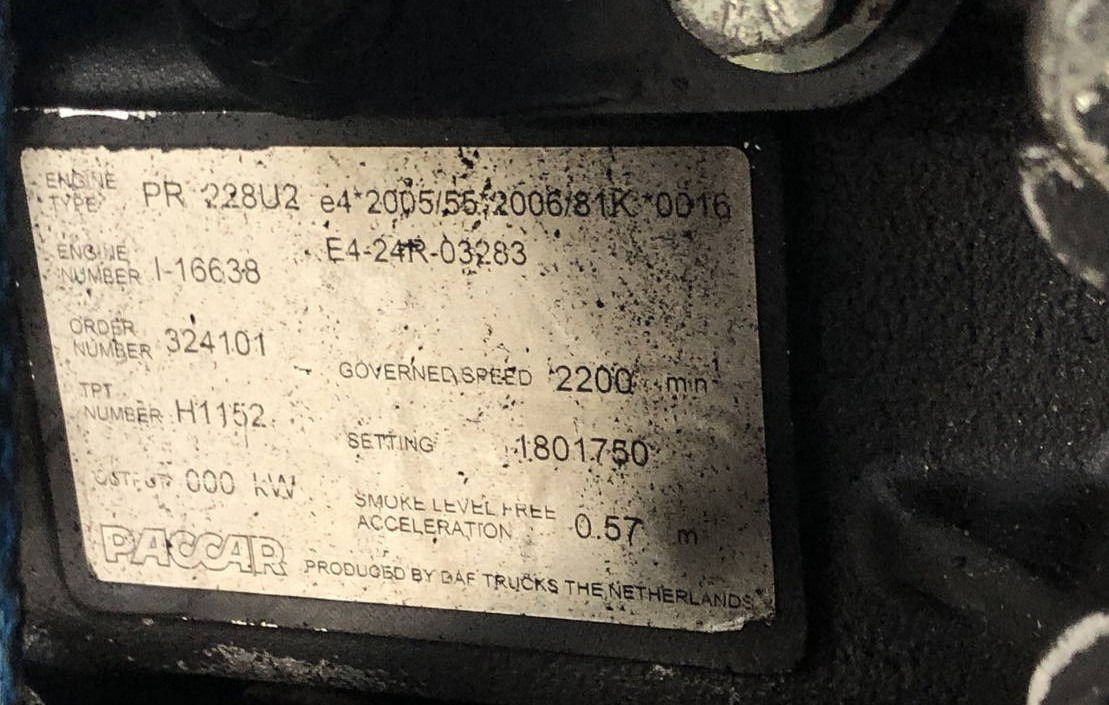 ENGINE TYPE PR 228U2 e4*2005/55*2006/81K*0016
E4-24R-03283
ENGINE NUMBER I-16638
ORDER NUMBER 324101
GOVERNED SPEED 2200 min-1
TPT NUMBER H1152
SETTING 1801750
OUTPUT 000 kW
SMOKE LEVEL FREE ACCELERATION 0.57 m
PACCAR
PRODUCED BY DAF TRUCKS THE NETHERLANDS